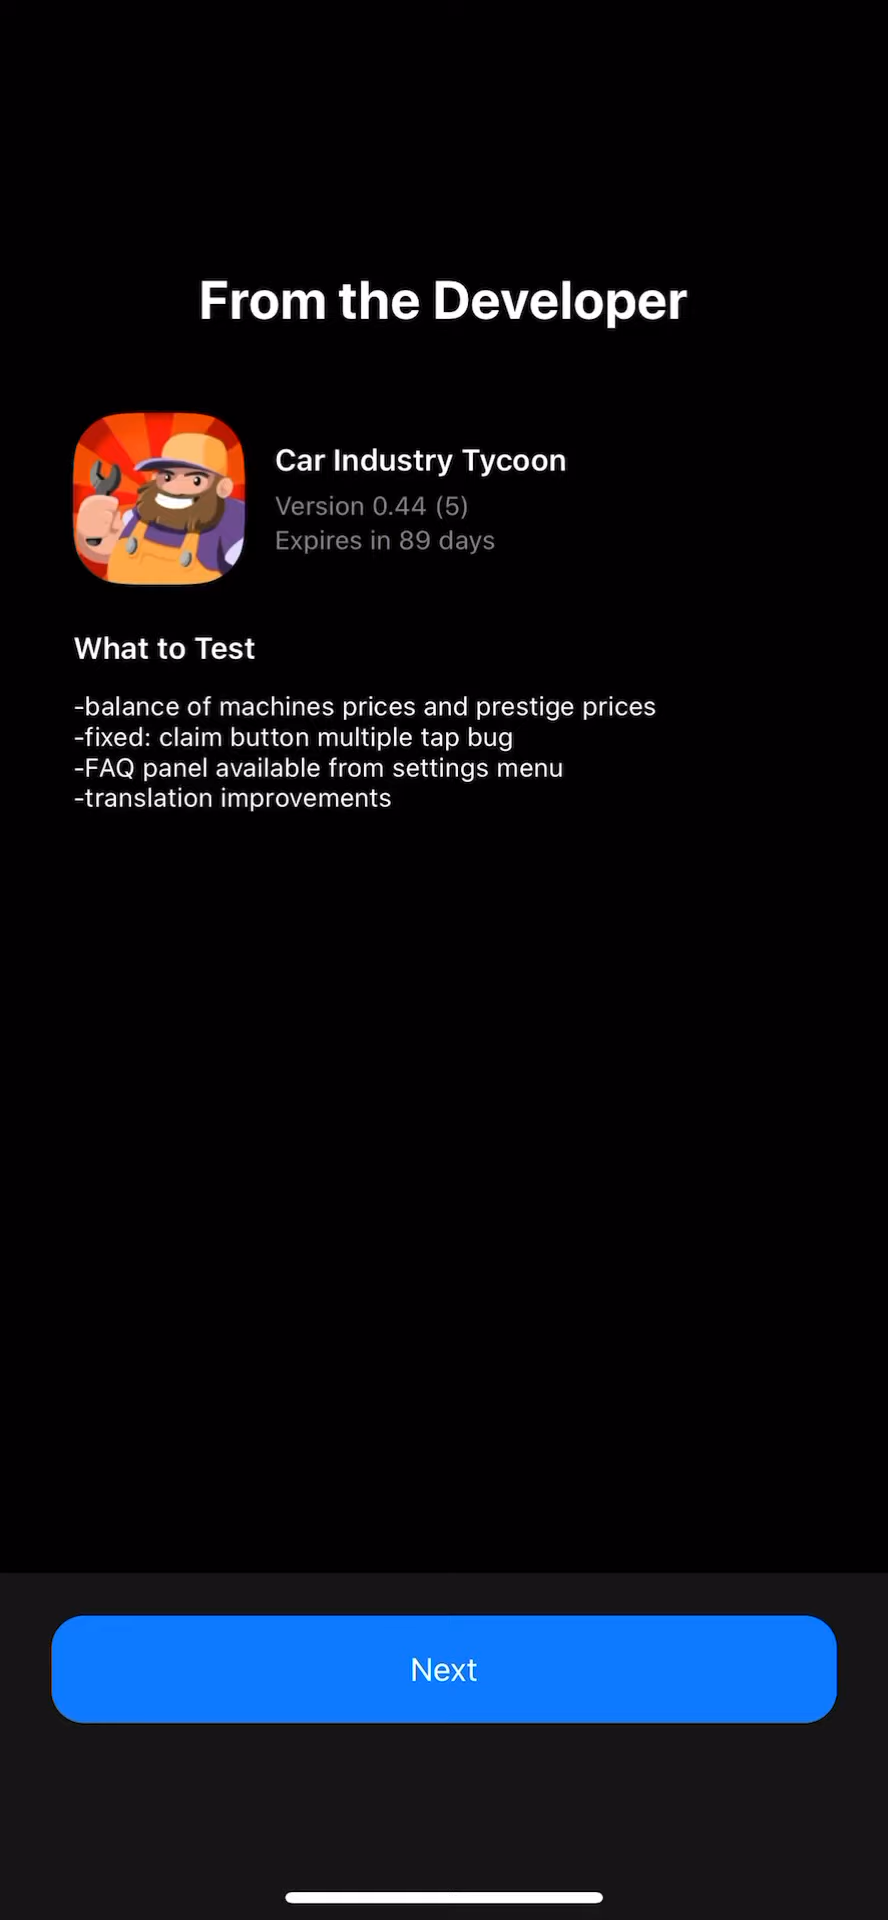 From the Developer
Car Industry Tycoon
Version 0.44 (5)
Expires in 89 days
What to Test
-balance of machines prices and prestige prices
-fixed: claim button multiple tap bug
-FAQ panel available from settings menu
-translation improvements
Next